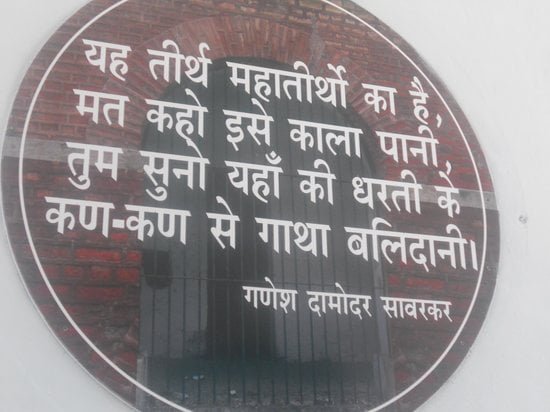 यह तीर्थ महातीर्थो का है,
मत कहो इसे काला पानी,
तुम सुनो यहाँ की धरती के
कण-कण से गाथा बलिदानी।
गणेश दामोदर सावरकर